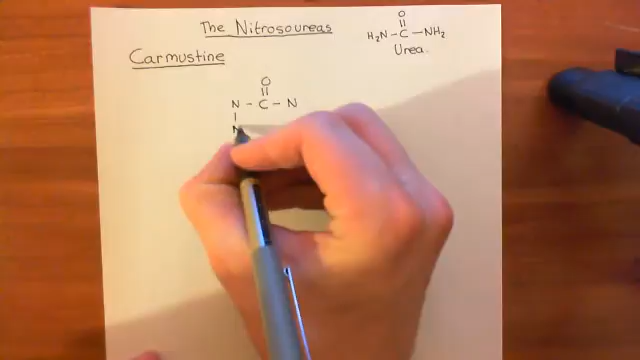 The Nitrosoureas
O
||
H₂N - C - NH₂
Urea
Carmustine
O
||
N - C - N
|
N